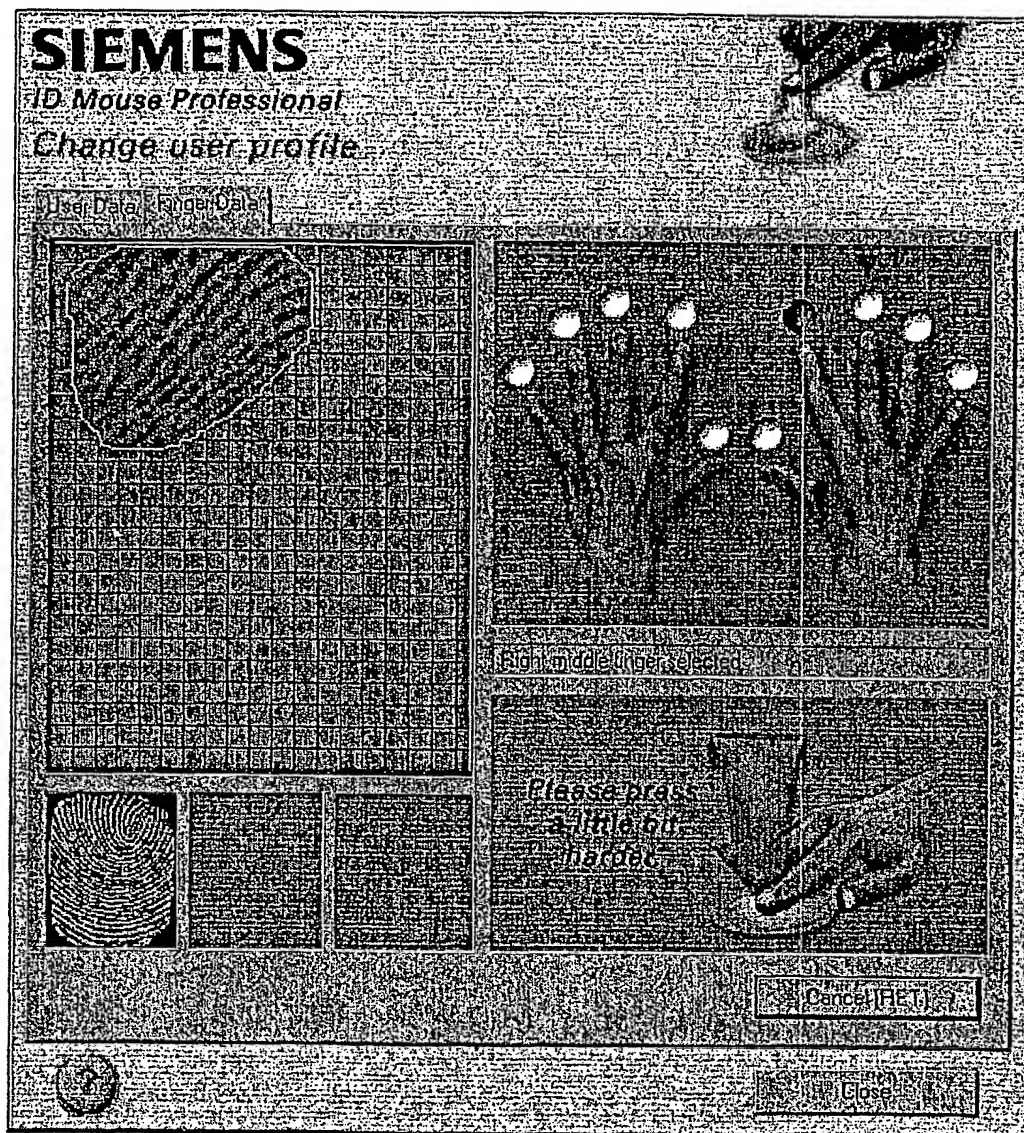 SIEMENS
ID Mouse Professional
Change user profile
User Data Finger Data
Right middle finger selected
Please press
a little bit
harder
Cancel [RET]
?
Close